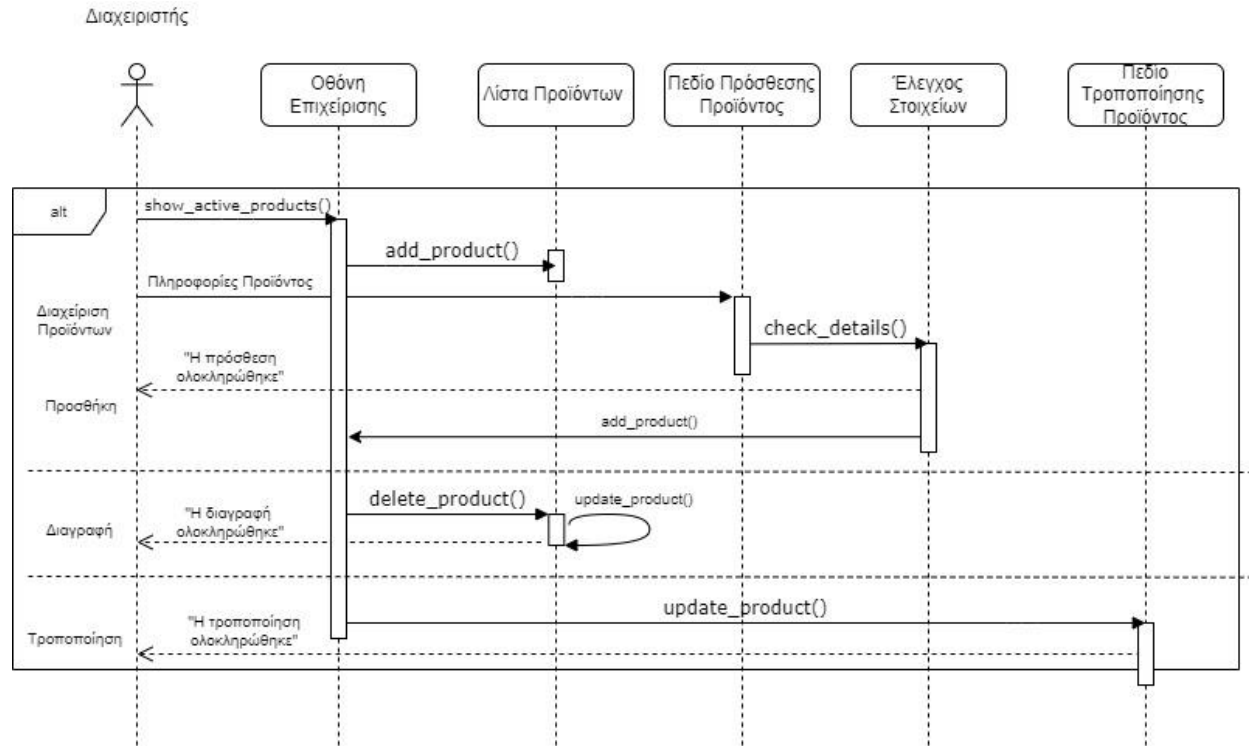 Διαχειριστής
Οθόνη
Επιχείρισης
Λίστα Προϊόντων
Πεδίο Πρόσθεσης
Προϊόντος
Έλεγχος
Στοιχείων
Πεδίο
Τροποποίησης
Προϊόντος
alt
show_active_products()
add_product()
Πληροφορίες Προϊόντος
Διαχείριση
Προϊόντων
check_details()
"Η πρόσθεση
ολοκληρώθηκε"
Προσθήκη
add_product()
delete_product()
update_product()
"Η διαγραφή
ολοκληρώθηκε"
Διαγραφή
update_product()
"Η τροποποίηση
ολοκληρώθηκε"
Τροποποίηση